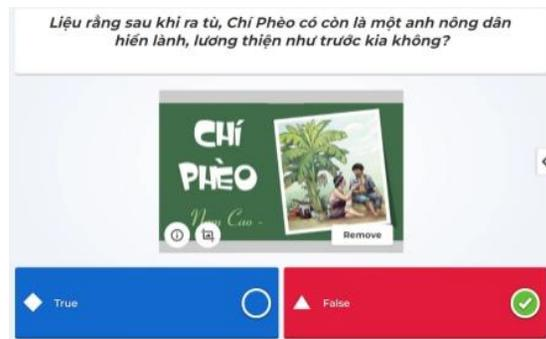 Liệu rằng sau khi ra tù, Chí Phèo có còn là một anh nông dân
hiền lành, lương thiện như trước kia không?
CHÍ
PHÈO
Nam Cao -
Remove
True
False